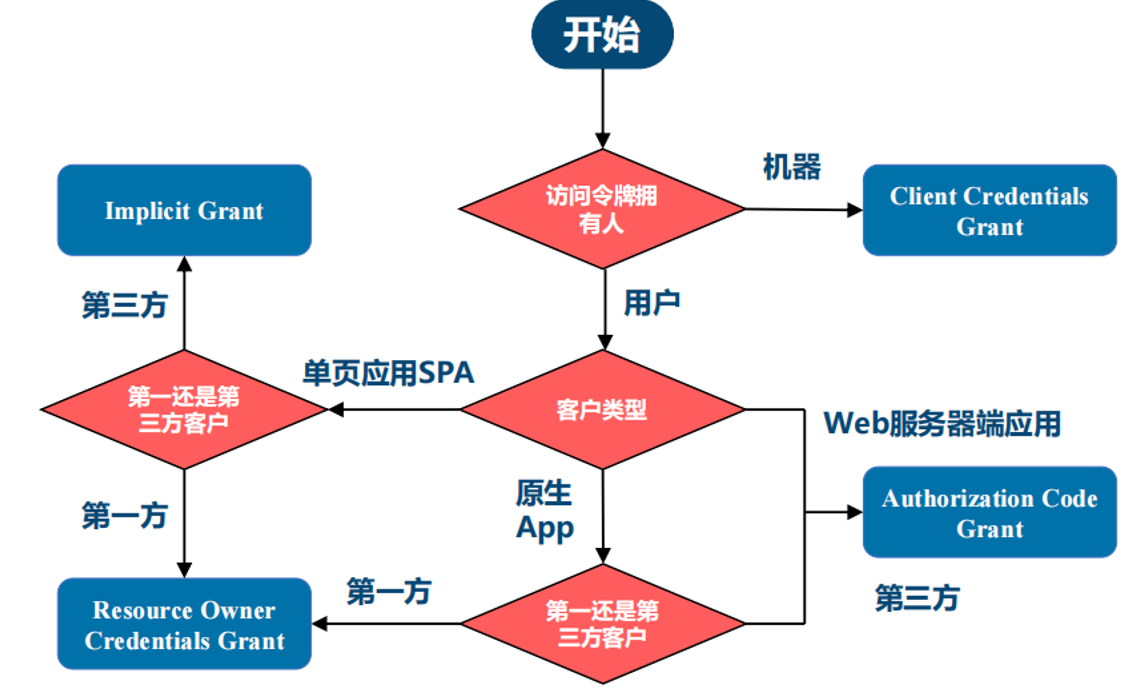 开始
机器
访问令牌拥
有人
Client Credentials
Grant
Implicit Grant
用户
第三方
单页应用SPA
第一还是第
三方客户
客户类型
Web服务器端应用
原生
App
Authorization Code
Grant
第一方
第一方
第三方
Resource Owner
Credentials Grant
第一还是第
三方客户